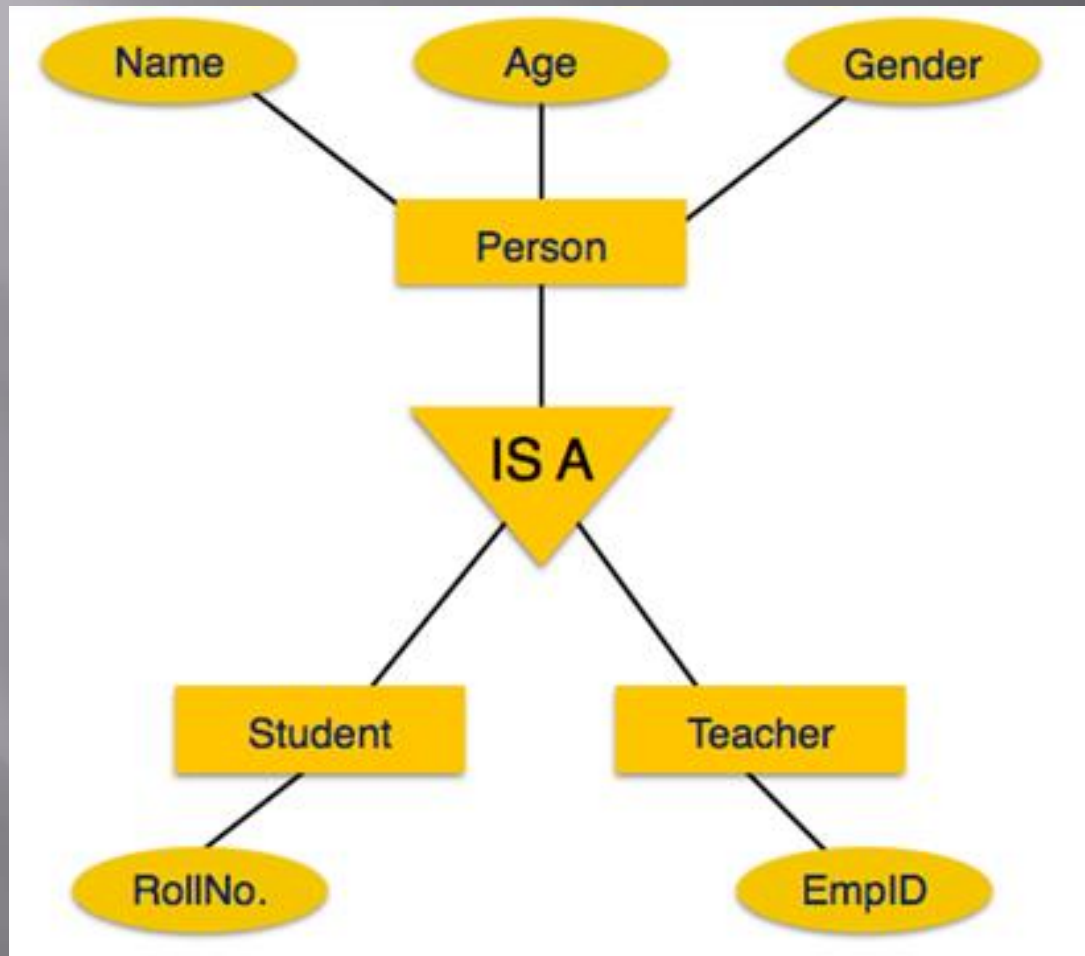 Name
Age
Gender
Person
IS A
Student
Teacher
RollNo.
EmpID